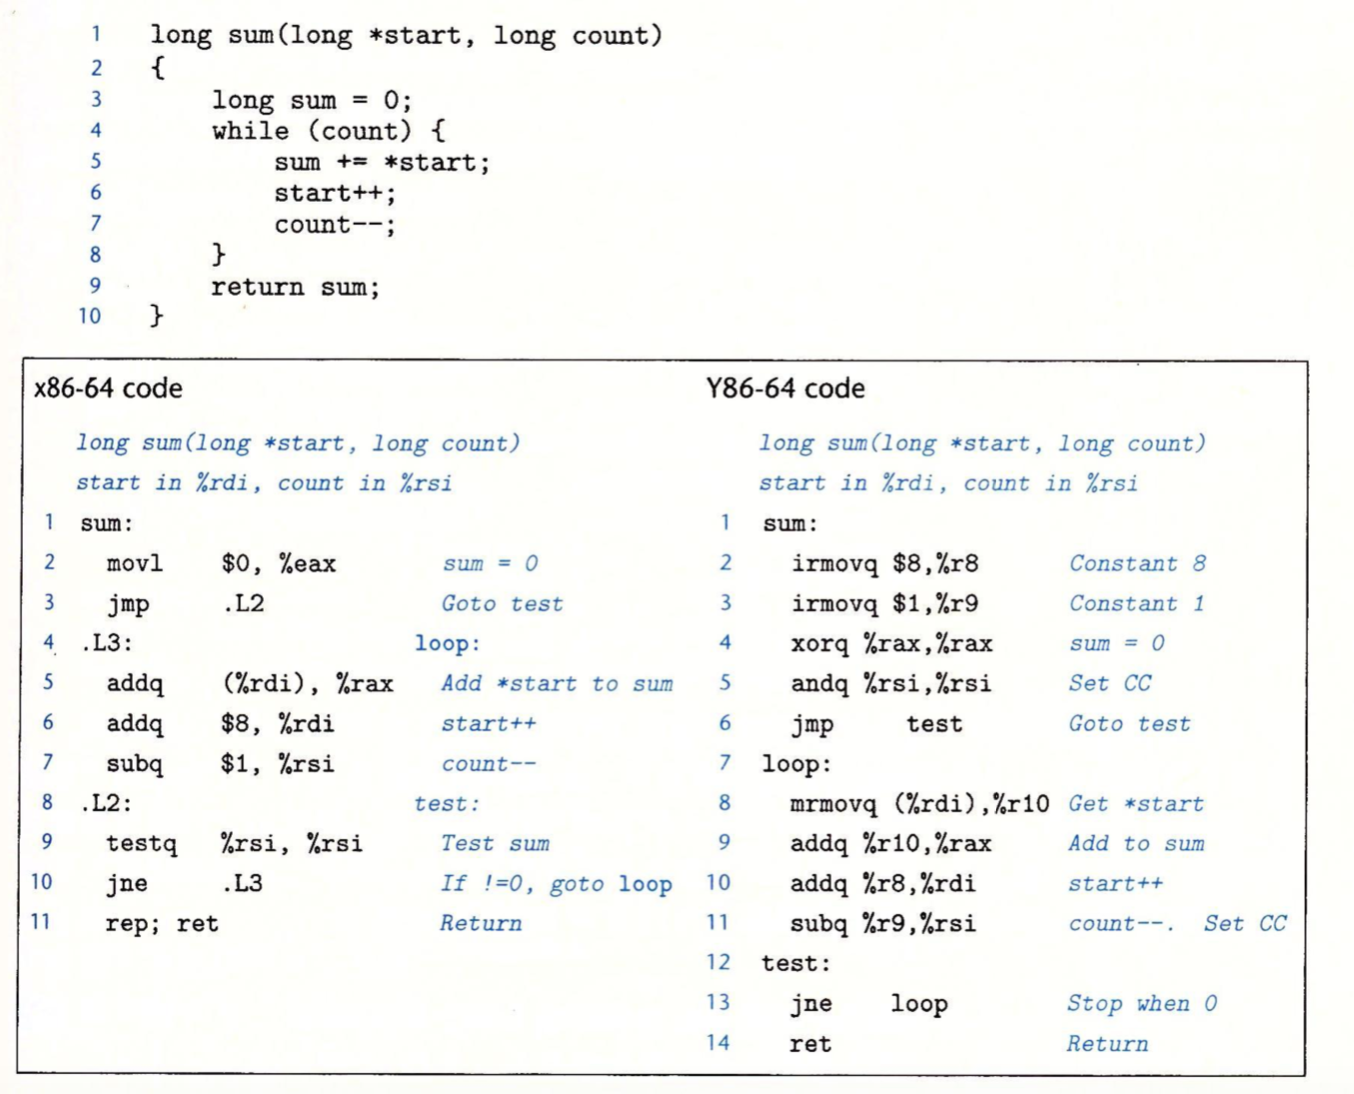 1 long sum(long *start, long count)
2 {
3 long sum = 0;
4 while (count) {
5 sum += *start;
6 start++;
7 count--;
8 }
9 return sum;
10 }
x86-64 code
long sum(long *start, long count)
start in %rdi, count in %rsi
1 sum:
2 movl $0, %eax sum = 0
3 jmp .L2 Goto test
4 .L3: loop:
5 addq (%rdi), %rax Add *start to sum
6 addq $8, %rdi start++
7 subq $1, %rsi count--
8 .L2: test:
9 testq %rsi, %rsi Test sum
10 jne .L3 If !=0, goto loop
11 rep; ret Return
Y86-64 code
long sum(long *start, long count)
start in %rdi, count in %rsi
1 sum:
2 irmovq $8,%r8 Constant 8
3 irmovq $1,%r9 Constant 1
4 xorq %rax,%rax sum = 0
5 andq %rsi,%rsi Set CC
6 jmp test Goto test
7 loop:
8 mrmovq (%rdi),%r10 Get *start
9 addq %r10,%rax Add to sum
10 addq %r8,%rdi start++
11 subq %r9,%rsi count--. Set CC
12 test:
13 jne loop Stop when 0
14 ret Return